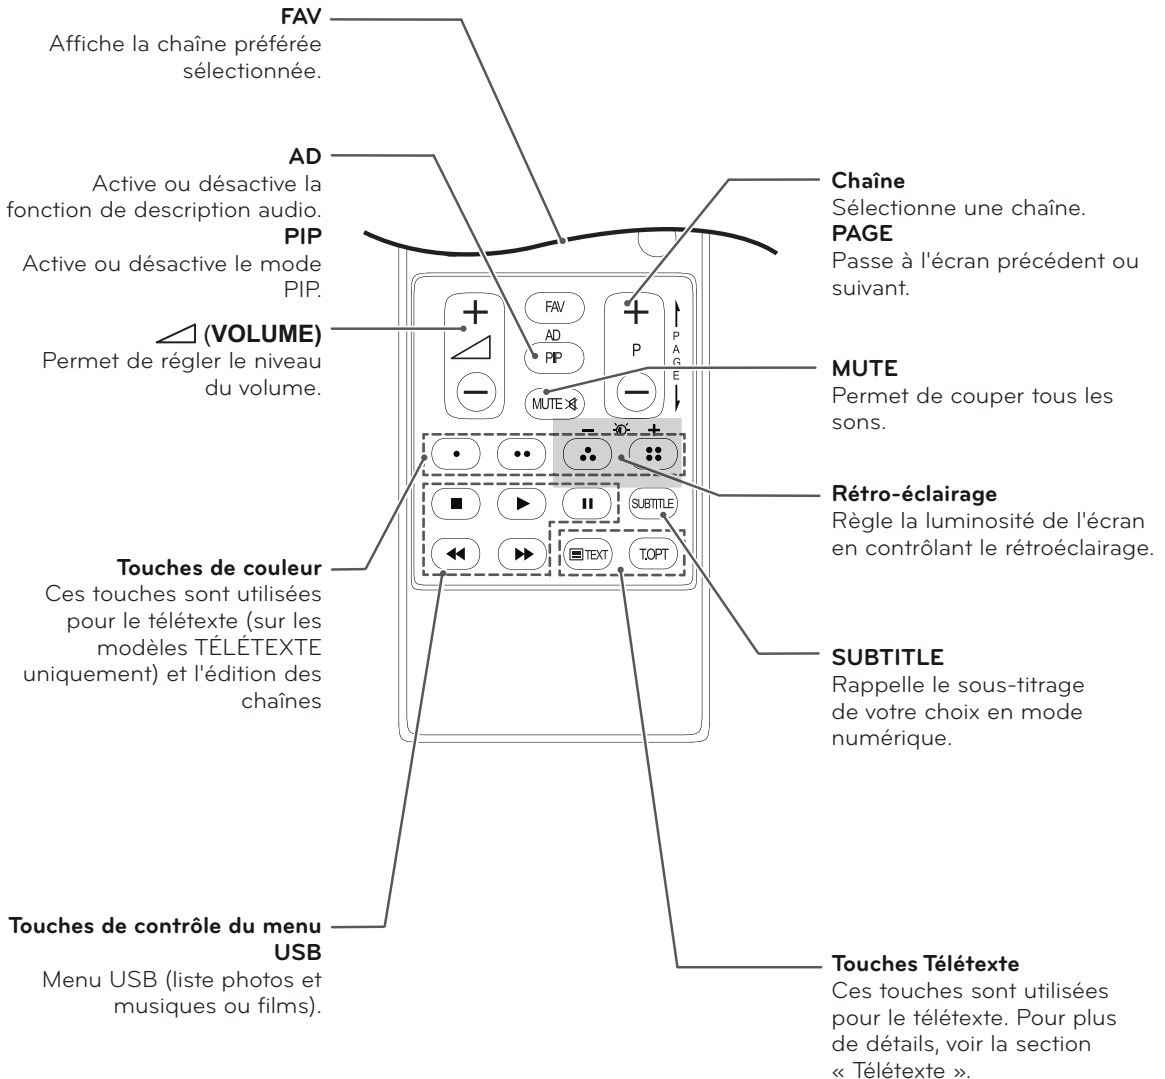 FAV
Affiche la chaîne préférée
sélectionnée.
AD
Active ou désactive la
fonction de description audio.
PIP
Active ou désactive le mode
PIP.
(VOLUME)
Permet de régler le niveau
du volume.
Touches de couleur
Ces touches sont utilisées
pour le télétexte (sur les
modèles TÉLÉTEXTE
uniquement) et l'édition des
chaînes
Touches de contrôle du menu
USB
Menu USB (liste photos et
musiques ou films).
FAV
AD
PIP
MUTE
P
PAGE
SUBTITLE
TEXT
T.OPT
Chaîne
Sélectionne une chaîne.
PAGE
Passe à l'écran précédent ou
suivant.
MUTE
Permet de couper tous les
sons.
Rétro-éclairage
Règle la luminosité de l'écran
en contrôlant le rétroéclairage.
SUBTITLE
Rappelle le sous-titrage
de votre choix en mode
numérique.
Touches Télétexte
Ces touches sont utilisées
pour le télétexte. Pour plus
de détails, voir la section
« Télétexte ».